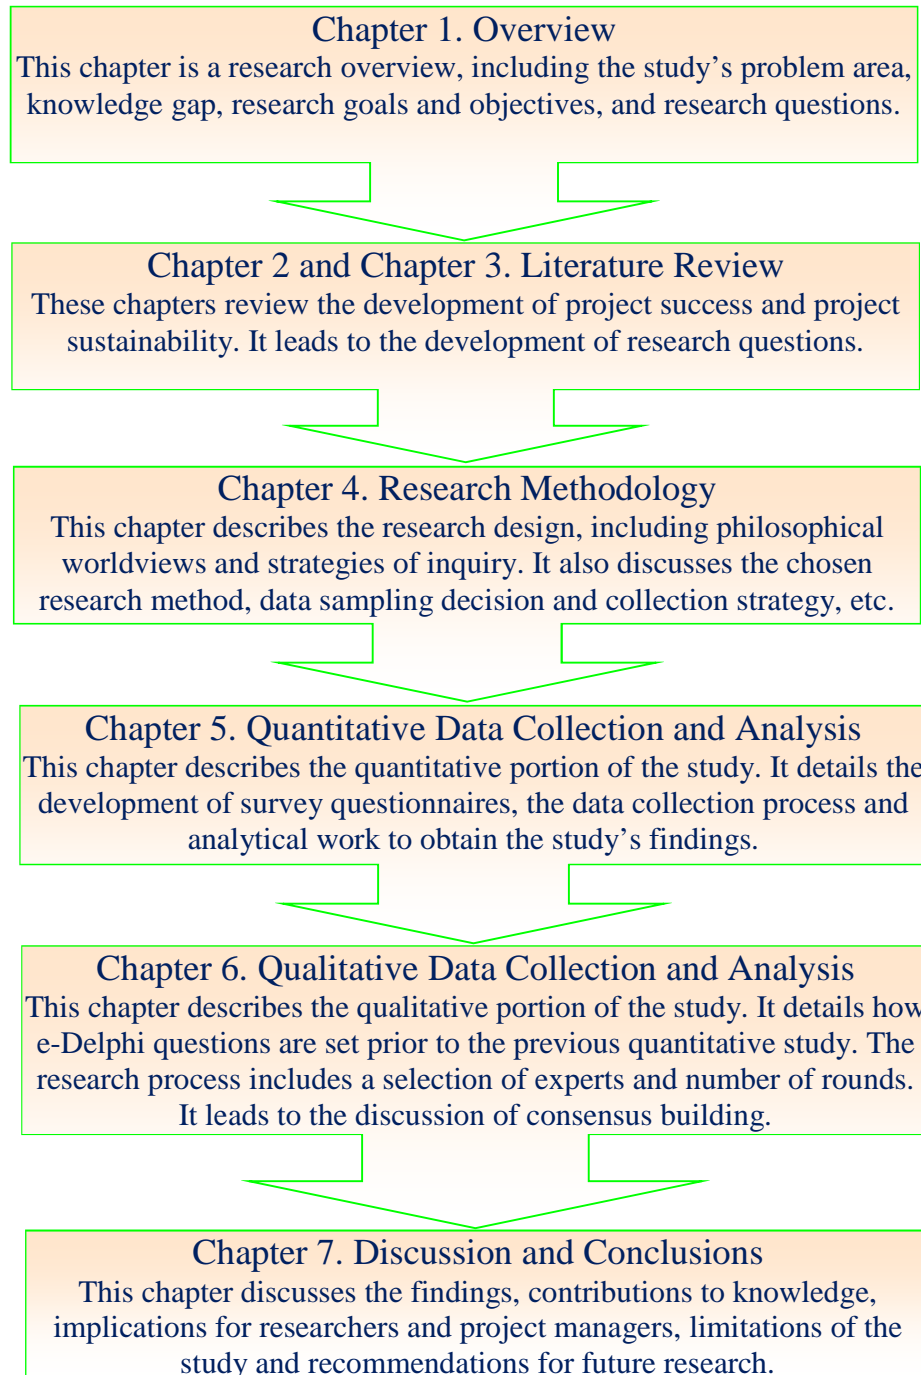 Chapter 1. Overview
This chapter is a research overview, including the study’s problem area,
knowledge gap, research goals and objectives, and research questions.
Chapter 2 and Chapter 3. Literature Review
These chapters review the development of project success and project
sustainability. It leads to the development of research questions.
Chapter 4. Research Methodology
This chapter describes the research design, including philosophical
worldviews and strategies of inquiry. It also discusses the chosen
research method, data sampling decision and collection strategy, etc.
Chapter 5. Quantitative Data Collection and Analysis
This chapter describes the quantitative portion of the study. It details the
development of survey questionnaires, the data collection process and
analytical work to obtain the study’s findings.
Chapter 6. Qualitative Data Collection and Analysis
This chapter describes the qualitative portion of the study. It details how
e-Delphi questions are set prior to the previous quantitative study. The
research process includes a selection of experts and number of rounds.
It leads to the discussion of consensus building.
Chapter 7. Discussion and Conclusions
This chapter discusses the findings, contributions to knowledge,
implications for researchers and project managers, limitations of the
study and recommendations for future research.